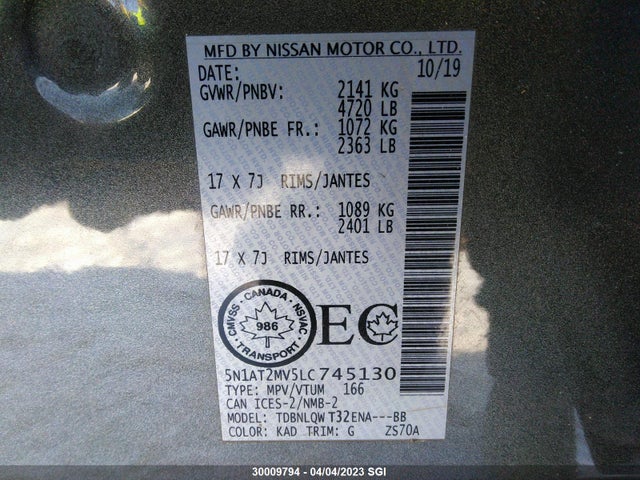 MFD BY NISSAN MOTOR CO., LTD.
DATE: 10/19
GVWR/PNBV: 2141 KG
4720 LB
GAWR/PNBE FR.: 1072 KG
2363 LB
17 X 7J RIMS/JANTES
GAWR/PNBE RR.: 1089 KG
2401 LB
17 X 7J RIMS/JANTES
CMVSS · CANADA · NSVAC
986
TRANSPORT
EC
5N1AT2MV5LC745130
TYPE: MPV/VTUM 166
CAN ICES-2/NMB-2
MODEL: TDBNLQW T32ENA---BB
COLOR: KAD TRIM: G ZS70A
30009794 - 04/04/2023 SGI